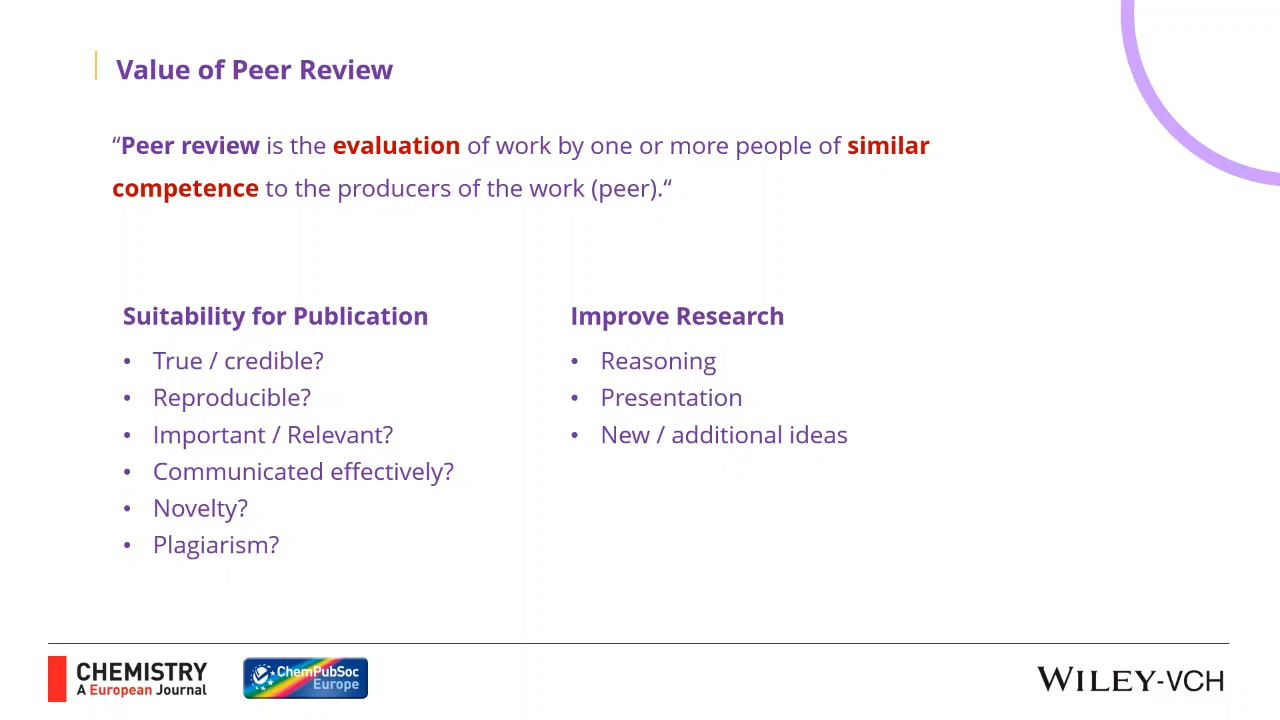 Value of Peer Review
“Peer review is the evaluation of work by one or more people of similar
competence to the producers of the work (peer).“
Suitability for Publication
• True / credible?
• Reproducible?
• Important / Relevant?
• Communicated effectively?
• Novelty?
• Plagiarism?
Improve Research
• Reasoning
• Presentation
• New / additional ideas
CHEMISTRY
A European Journal
ChemPubSoc
Europe
WILEY-VCH